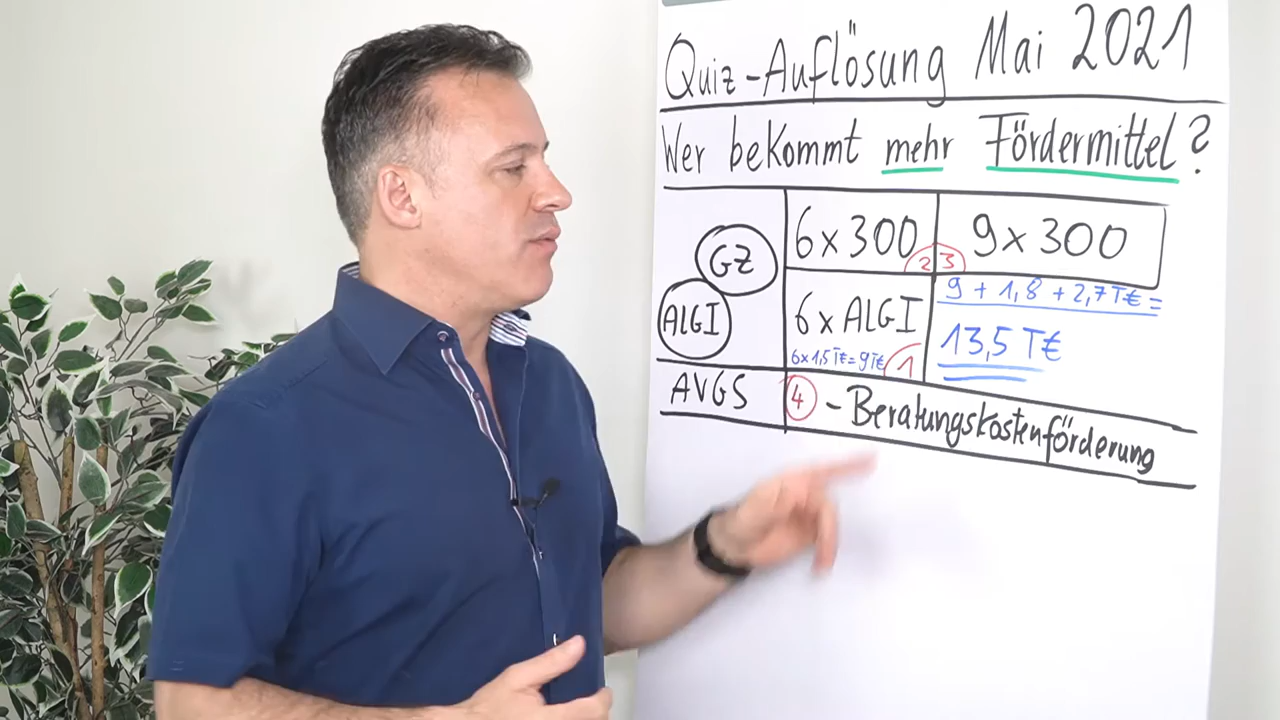 Quiz-Auflösung Mai 2021
Wer bekommt mehr Fördermittel?
GZ
6 x 300
2
3
9 x 300
ALGI
6 x ALGI
6 x 1,5 T€ = 9 T€
1
9 + 1,8 + 2,7 T€ =
13,5 T€
AVGS
4
- Beratungskostenförderung